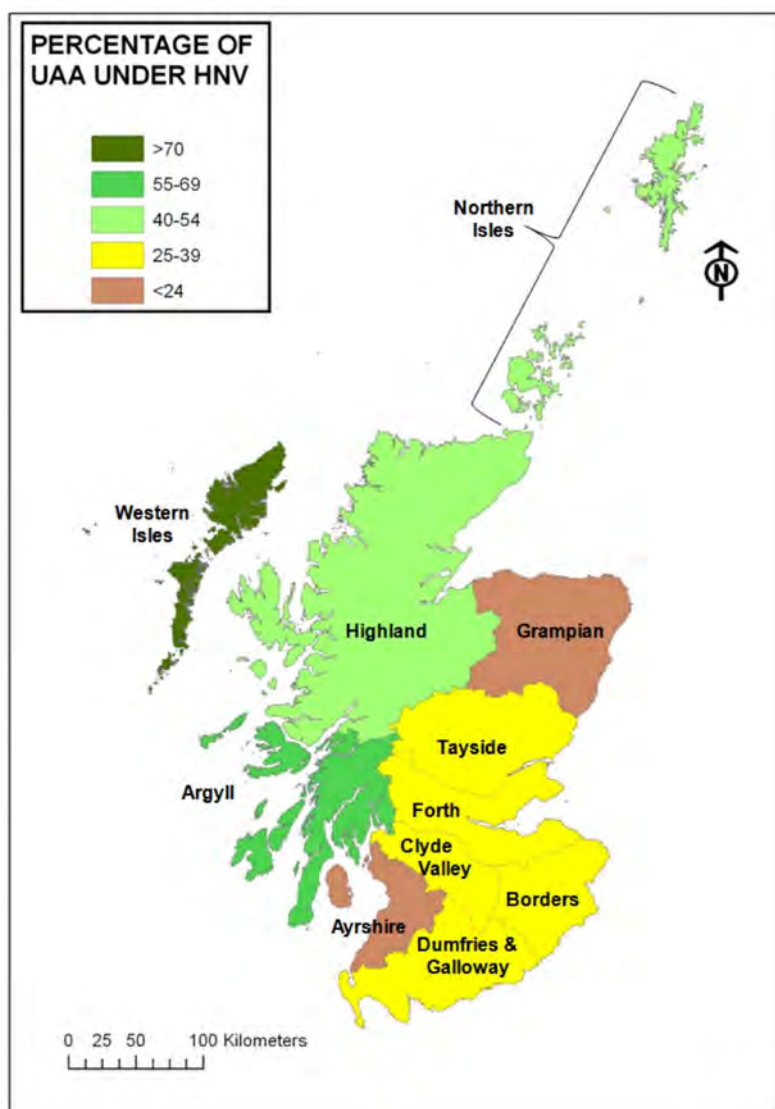 PERCENTAGE OF
UAA UNDER HNV
>70
55-69
40-54
25-39
<24
Northern
Isles
N
Western
Isles
Highland
Grampian
Tayside
Argyll
Forth
Clyde
Valley
Borders
Ayrshire
Dumfries &
Galloway
0 25 50 100 Kilometers